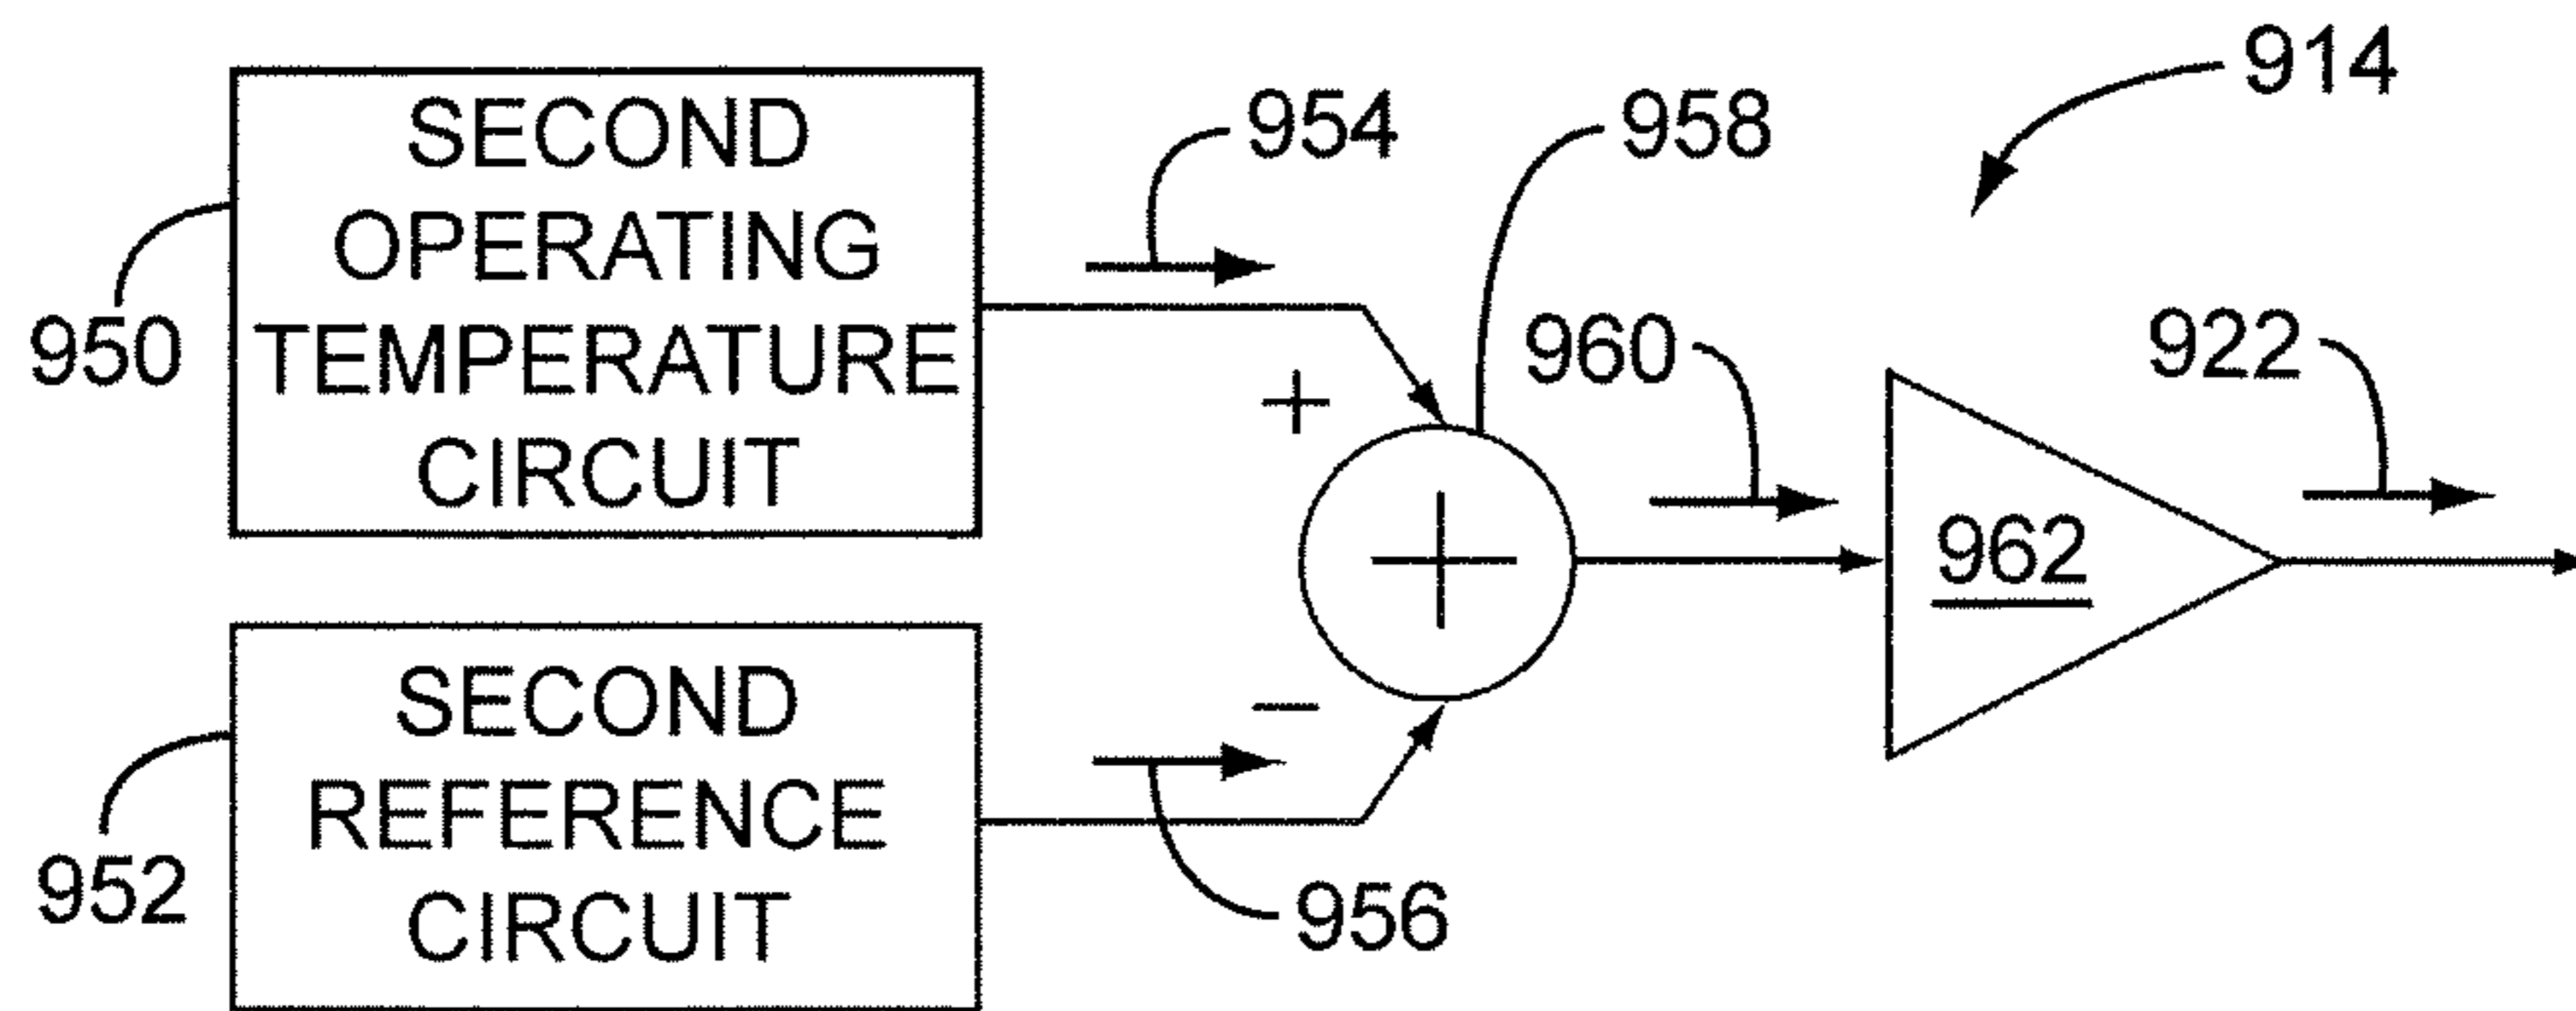 914
954
958
SECOND
OPERATING
TEMPERATURE
CIRCUIT
950
+
960
922
+
962
−
SECOND
REFERENCE
CIRCUIT
952
956